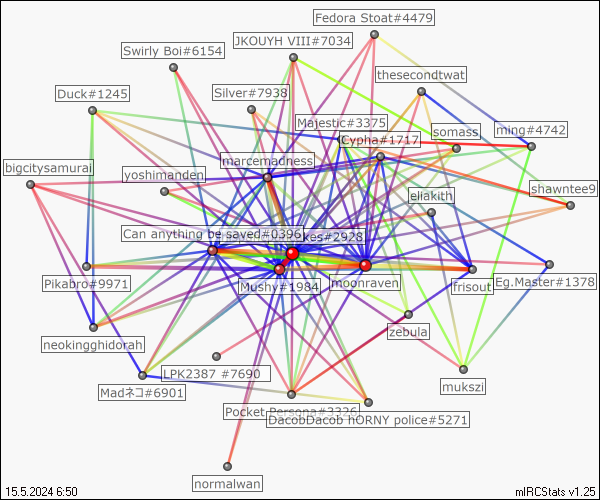 Fedora Stoat#4479
JKOUYH VIII#7034
Swirly Boi#6154
thesecondtwat
Duck#1245
Silver#7938
Majestic#3375
Cypha#1717
somass
ming#4742
marcemadness
bigcitysamurai
yoshimanden
eliakith
shawntee9
Can anything be saved#0396
kes#2928
Pikabro#9971
Mushy#1984
moonraven
frisout
Eg.Master#1378
zebula
neokingghidorah
LPK2387 #7690
Madネコ#6901
mukszi
Pocket Persona#3326
DacobDacob hORNY police#5271
normalwan
15.5.2024 6:50
mIRCStats v1.25